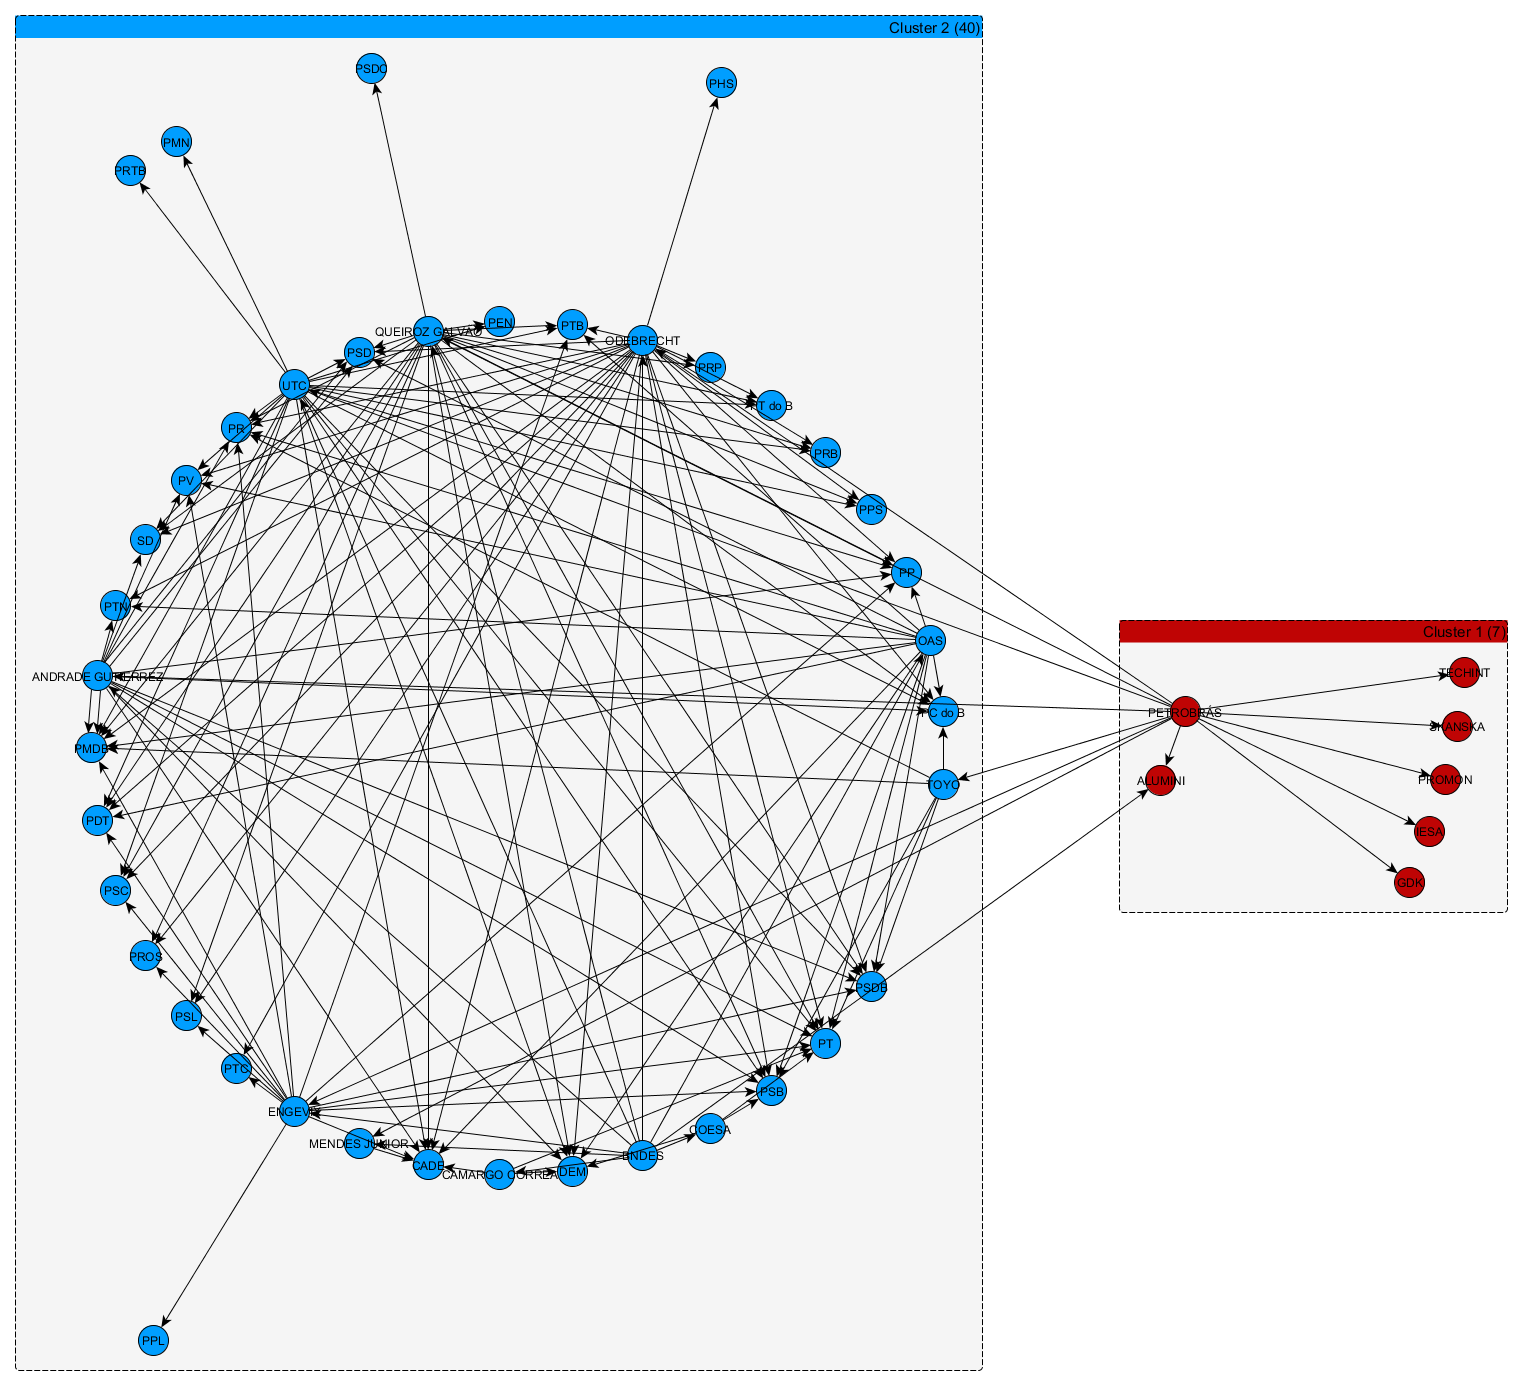 Cluster 2 (40)
PSDC
PHS
PMN
PRTB
QUEIROZ GALVAO
PEN
PTB
ODEBRECHT
PSD
PRP
UTC
PT do B
PR
PRB
PV
PPS
SD
PP
PTN
OAS
ANDRADE GUTIERREZ
PC do B
PMDB
TOYO
PDT
PSC
PROS
PSDB
PSL
PT
PTC
PSB
ENGEVIX
COESA
MENDES JUNIOR
BNDES
CADE
CAMARGO CORREA
DEM
PPL
Cluster 1 (7)
TECHINT
PETROBRÁS
SKANSKA
ALUMINI
PROMON
IESA
GDK